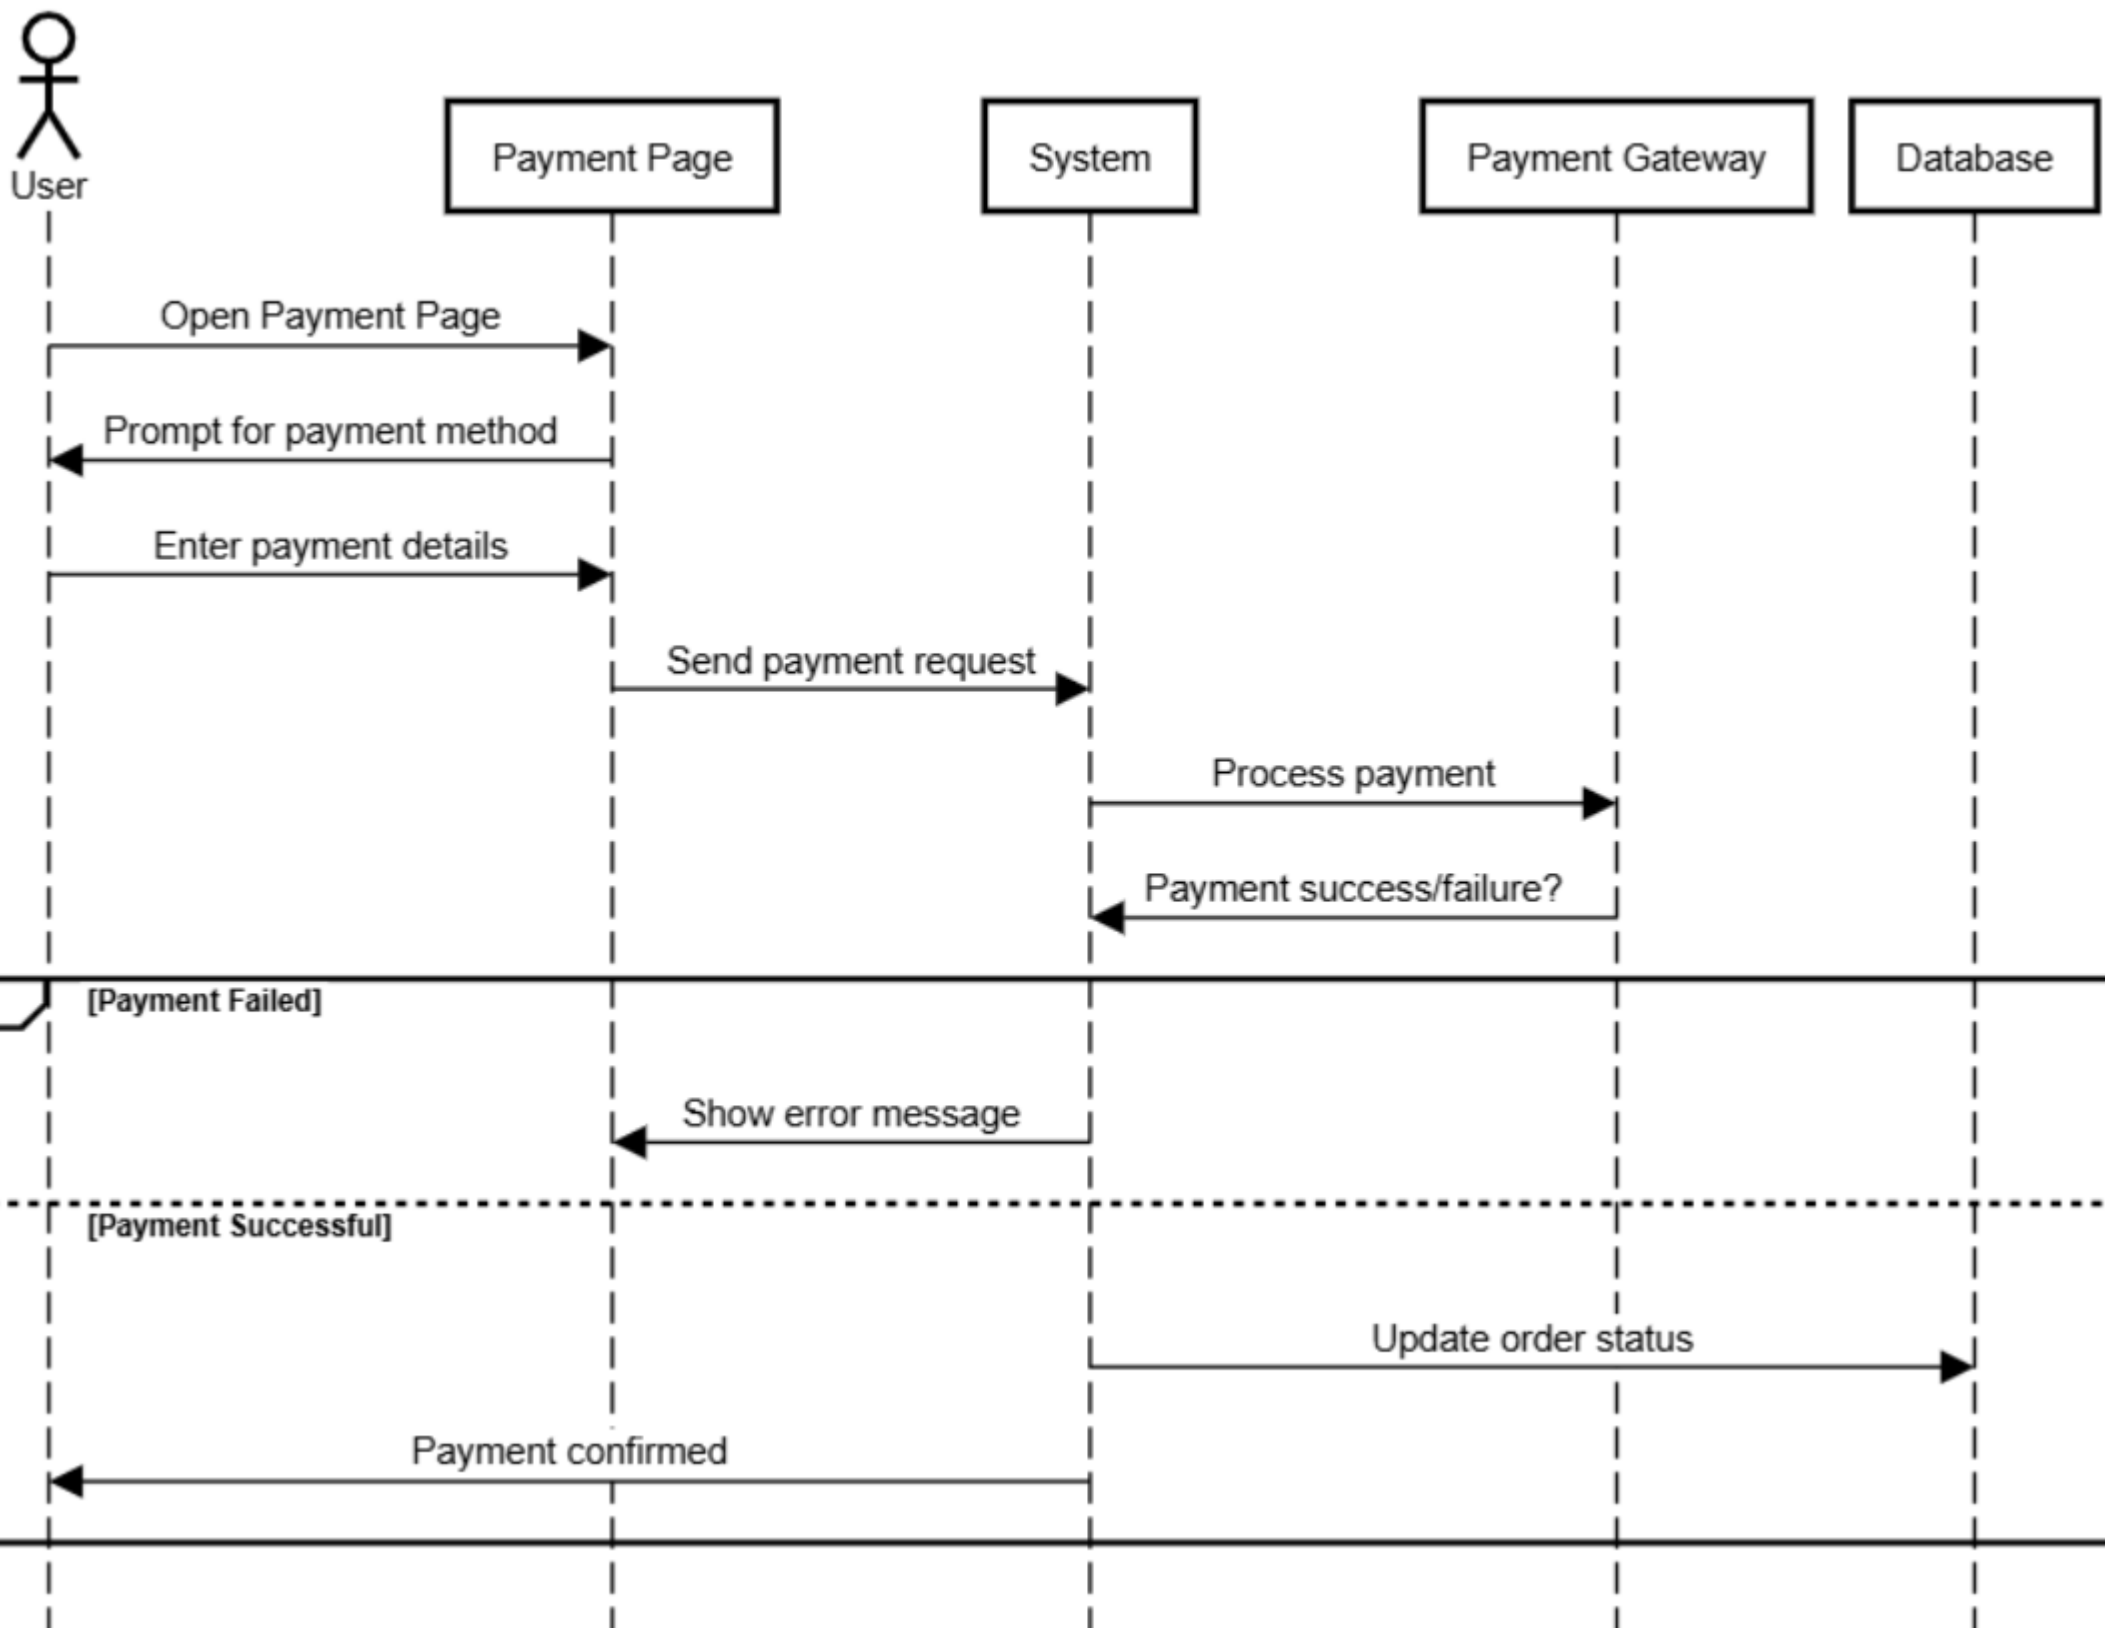 User
Payment Page
System
Payment Gateway
Database
Open Payment Page
Prompt for payment method
Enter payment details
Send payment request
Process payment
Payment success/failure?
[Payment Failed]
Show error message
[Payment Successful]
Update order status
Payment confirmed